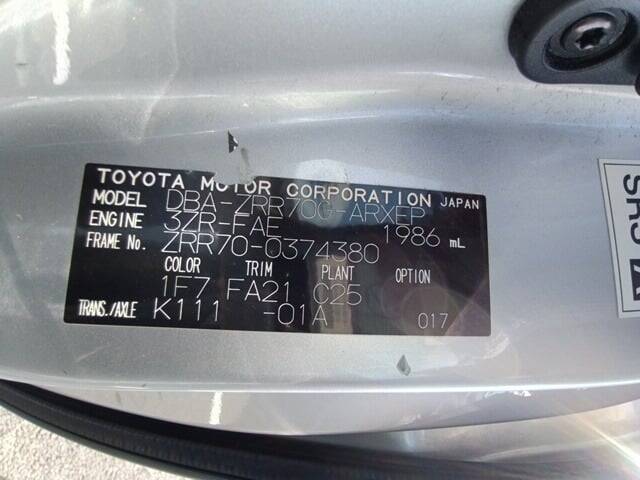 TOYOTA MOTOR CORPORATION JAPAN
MODEL DBA-ZRR70G-ARXEP
ENGINE 3ZR-FAE 1986 mL
FRAME No. ZRR70-0374380
COLOR TRIM PLANT OPTION
1F7 FA21 C25
TRANS./AXLE K111 -01A 017
SR5